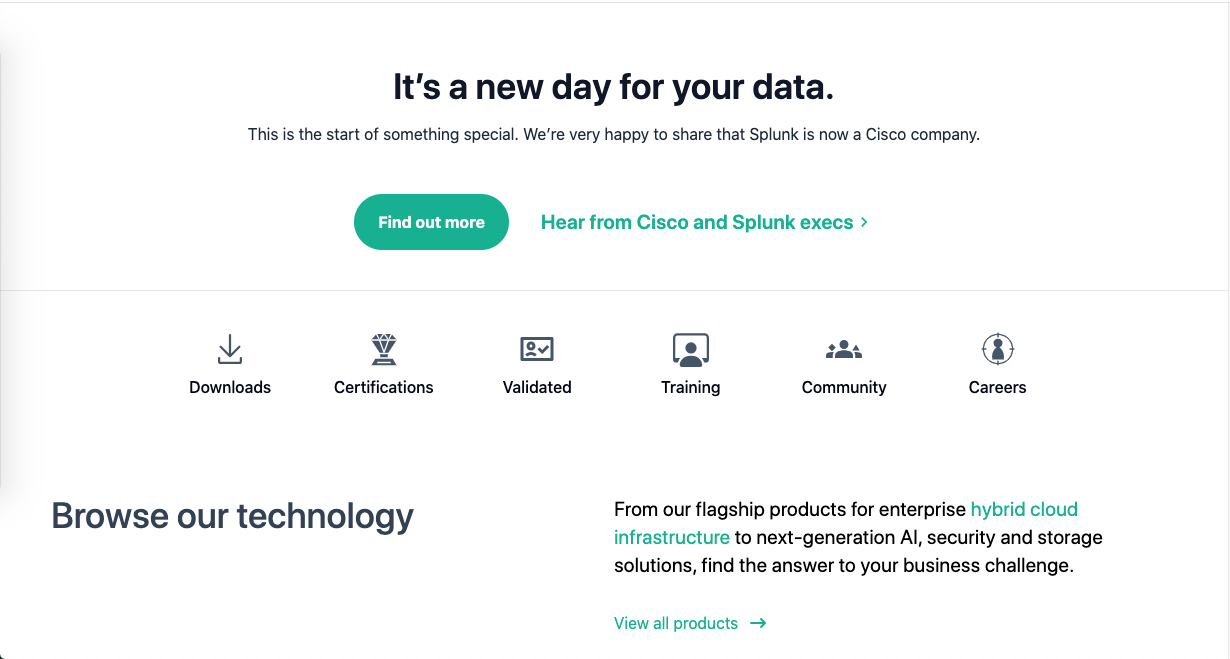 It’s a new day for your data.
This is the start of something special. We’re very happy to share that Splunk is now a Cisco company.
Find out more
Hear from Cisco and Splunk execs
Downloads
Certifications
Validated
Training
Community
Careers
Browse our technology
From our flagship products for enterprise hybrid cloud
infrastructure to next-generation AI, security and storage
solutions, find the answer to your business challenge.
View all products